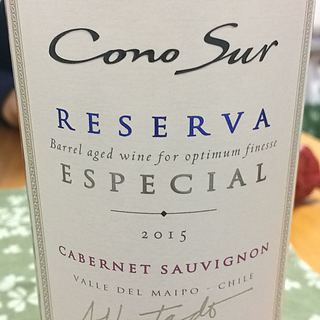 Cono Sur
RESERVA
Barrel aged wine for optimum finesse
ESPECIAL
2015
CABERNET SAUVIGNON
VALLE DEL MAIPO - CHILE